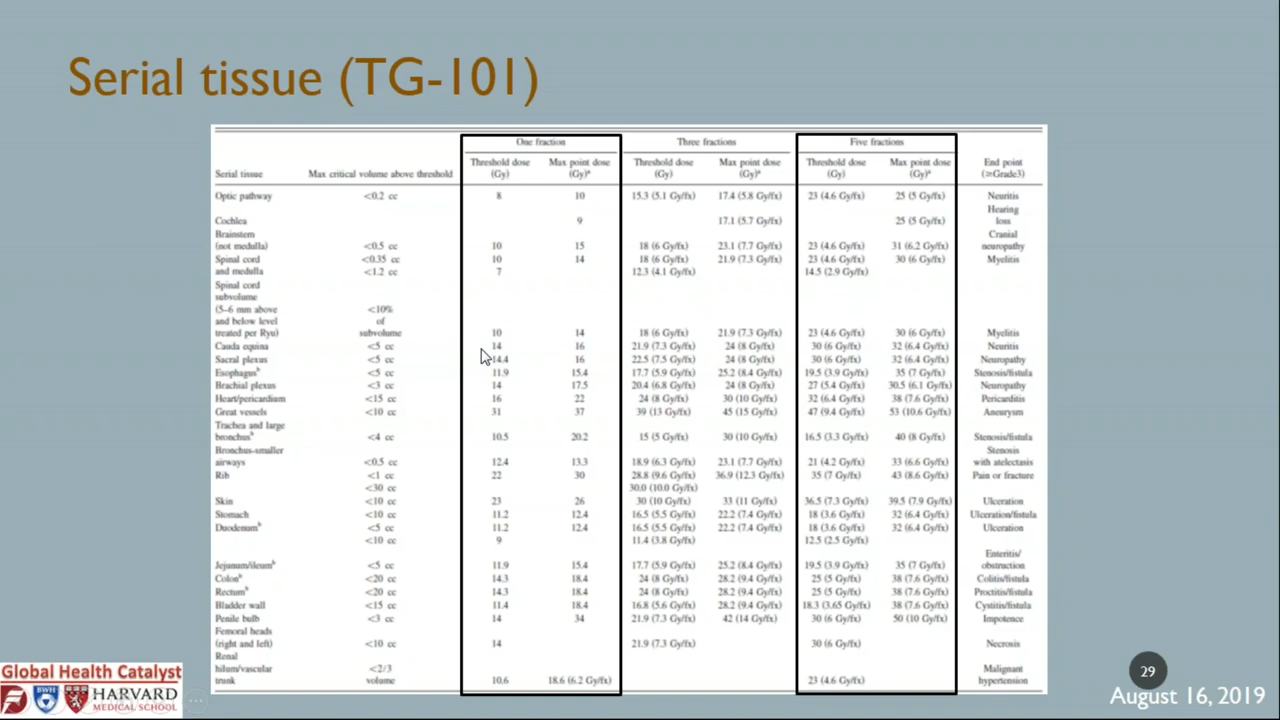 Serial tissue (TG-101)
One fraction Three fractions Five fractions
Threshold dose Max point dose Threshold dose Max point dose Threshold dose Max point dose End point
Serial tissue Max critical volume above threshold (Gy) (Gy)ᵃ (Gy) (Gy)ᵃ (Gy) (Gy)ᵃ (≥Grade3)
Optic pathway <0.2 cc 8 10 15.3 (5.1 Gy/fx) 17.4 (5.8 Gy/fx) 23 (4.6 Gy/fx) 25 (5 Gy/fx) Neuritis
Hearing
Cochlea 9 17.1 (5.7 Gy/fx) 25 (5 Gy/fx) loss
Brainstem Cranial
(not medulla) <0.5 cc 10 15 18 (6 Gy/fx) 23.1 (7.7 Gy/fx) 23 (4.6 Gy/fx) 31 (6.2 Gy/fx) neuropathy
Spinal cord <0.35 cc 10 14 18 (6 Gy/fx) 21.9 (7.3 Gy/fx) 23 (4.6 Gy/fx) 30 (6 Gy/fx) Myelitis
and medulla <1.2 cc 7 12.3 (4.1 Gy/fx) 14.5 (2.9 Gy/fx)
Spinal cord
subvolume
(5–6 mm above <10%
and below level of
treated per Ryu) subvolume 10 14 18 (6 Gy/fx) 21.9 (7.3 Gy/fx) 23 (4.6 Gy/fx) 30 (6 Gy/fx) Myelitis
Cauda equina <5 cc 14 16 21.9 (7.3 Gy/fx) 24 (8 Gy/fx) 30 (6 Gy/fx) 32 (6.4 Gy/fx) Neuritis
Sacral plexus <5 cc 14.4 16 22.5 (7.5 Gy/fx) 24 (8 Gy/fx) 30 (6 Gy/fx) 32 (6.4 Gy/fx) Neuropathy
Esophagusᵇ <5 cc 11.9 15.4 17.7 (5.9 Gy/fx) 25.2 (8.4 Gy/fx) 19.5 (3.9 Gy/fx) 35 (7 Gy/fx) Stenosis/fistula
Brachial plexus <3 cc 14 17.5 20.4 (6.8 Gy/fx) 24 (8 Gy/fx) 27 (5.4 Gy/fx) 30.5 (6.1 Gy/fx) Neuropathy
Heart/pericardium <15 cc 16 22 24 (8 Gy/fx) 30 (10 Gy/fx) 32 (6.4 Gy/fx) 38 (7.6 Gy/fx) Pericarditis
Great vessels <10 cc 31 37 39 (13 Gy/fx) 45 (15 Gy/fx) 47 (9.4 Gy/fx) 53 (10.6 Gy/fx) Aneurysm
Trachea and large
bronchusᵇ <4 cc 10.5 20.2 15 (5 Gy/fx) 30 (10 Gy/fx) 16.5 (3.3 Gy/fx) 40 (8 Gy/fx) Stenosis/fistula
Bronchus-smaller Stenosis
airways <0.5 cc 12.4 13.3 18.9 (6.3 Gy/fx) 23.1 (7.7 Gy/fx) 21 (4.2 Gy/fx) 33 (6.6 Gy/fx) with atelectasis
Rib <1 cc 22 30 28.8 (9.6 Gy/fx) 36.9 (12.3 Gy/fx) 35 (7 Gy/fx) 43 (8.6 Gy/fx) Pain or fracture
<30 cc 30.0 (10.0 Gy/fx)
Skin <10 cc 23 26 30 (10 Gy/fx) 33 (11 Gy/fx) 36.5 (7.3 Gy/fx) 39.5 (7.9 Gy/fx) Ulceration
Stomach <10 cc 11.2 12.4 16.5 (5.5 Gy/fx) 22.2 (7.4 Gy/fx) 18 (3.6 Gy/fx) 32 (6.4 Gy/fx) Ulceration/fistula
Duodenumᵇ <5 cc 11.2 12.4 16.5 (5.5 Gy/fx) 22.2 (7.4 Gy/fx) 18 (3.6 Gy/fx) 32 (6.4 Gy/fx) Ulceration
<10 cc 9 11.4 (3.8 Gy/fx) 12.5 (2.5 Gy/fx)
Enteritis/
Jejunum/ileumᵇ <5 cc 11.9 15.4 17.7 (5.9 Gy/fx) 25.2 (8.4 Gy/fx) 19.5 (3.9 Gy/fx) 35 (7 Gy/fx) obstruction
Colonᵇ <20 cc 14.3 18.4 24 (8 Gy/fx) 28.2 (9.4 Gy/fx) 25 (5 Gy/fx) 38 (7.6 Gy/fx) Colitis/fistula
Rectumᵇ <20 cc 14.3 18.4 24 (8 Gy/fx) 28.2 (9.4 Gy/fx) 25 (5 Gy/fx) 38 (7.6 Gy/fx) Proctitis/fistula
Bladder wall <15 cc 11.4 18.4 16.8 (5.6 Gy/fx) 28.2 (9.4 Gy/fx) 18.3 (3.65 Gy/fx) 38 (7.6 Gy/fx) Cystitis/fistula
Penile bulb <3 cc 14 34 21.9 (7.3 Gy/fx) 42 (14 Gy/fx) 30 (6 Gy/fx) 50 (10 Gy/fx) Impotence
Femoral heads
(right and left) <10 cc 14 21.9 (7.3 Gy/fx) 30 (6 Gy/fx) Necrosis
Renal
hilum/vascular <2/3 Malignant
trunk volume 10.6 18.6 (6.2 Gy/fx) 23 (4.6 Gy/fx) hypertension
Global Health Catalyst
BWH HARVARD
MEDICAL SCHOOL
29
August 16, 2019